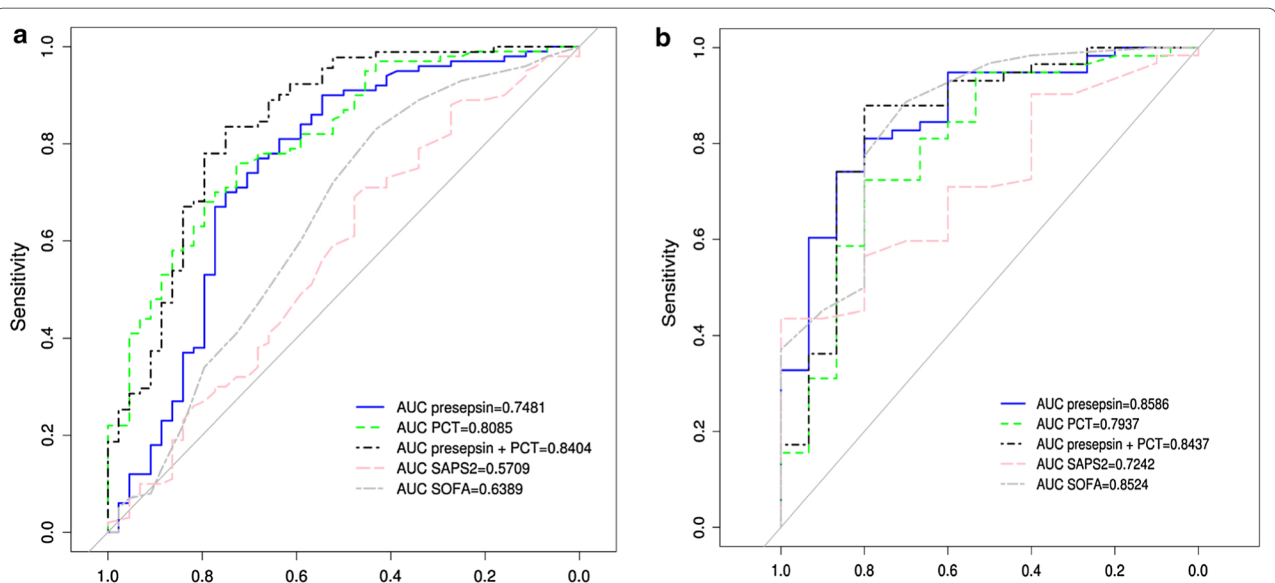 a
1.0
0.8
0.6
0.4
0.2
0.0
Sensitivity
AUC presepsin=0.7481
AUC PCT=0.8085
AUC presepsin + PCT=0.8404
AUC SAPS2=0.5709
AUC SOFA=0.6389
1.0 0.8 0.6 0.4 0.2 0.0
b
1.0
0.8
0.6
0.4
0.2
0.0
Sensitivity
AUC presepsin=0.8586
AUC PCT=0.7937
AUC presepsin + PCT=0.8437
AUC SAPS2=0.7242
AUC SOFA=0.8524
1.0 0.8 0.6 0.4 0.2 0.0